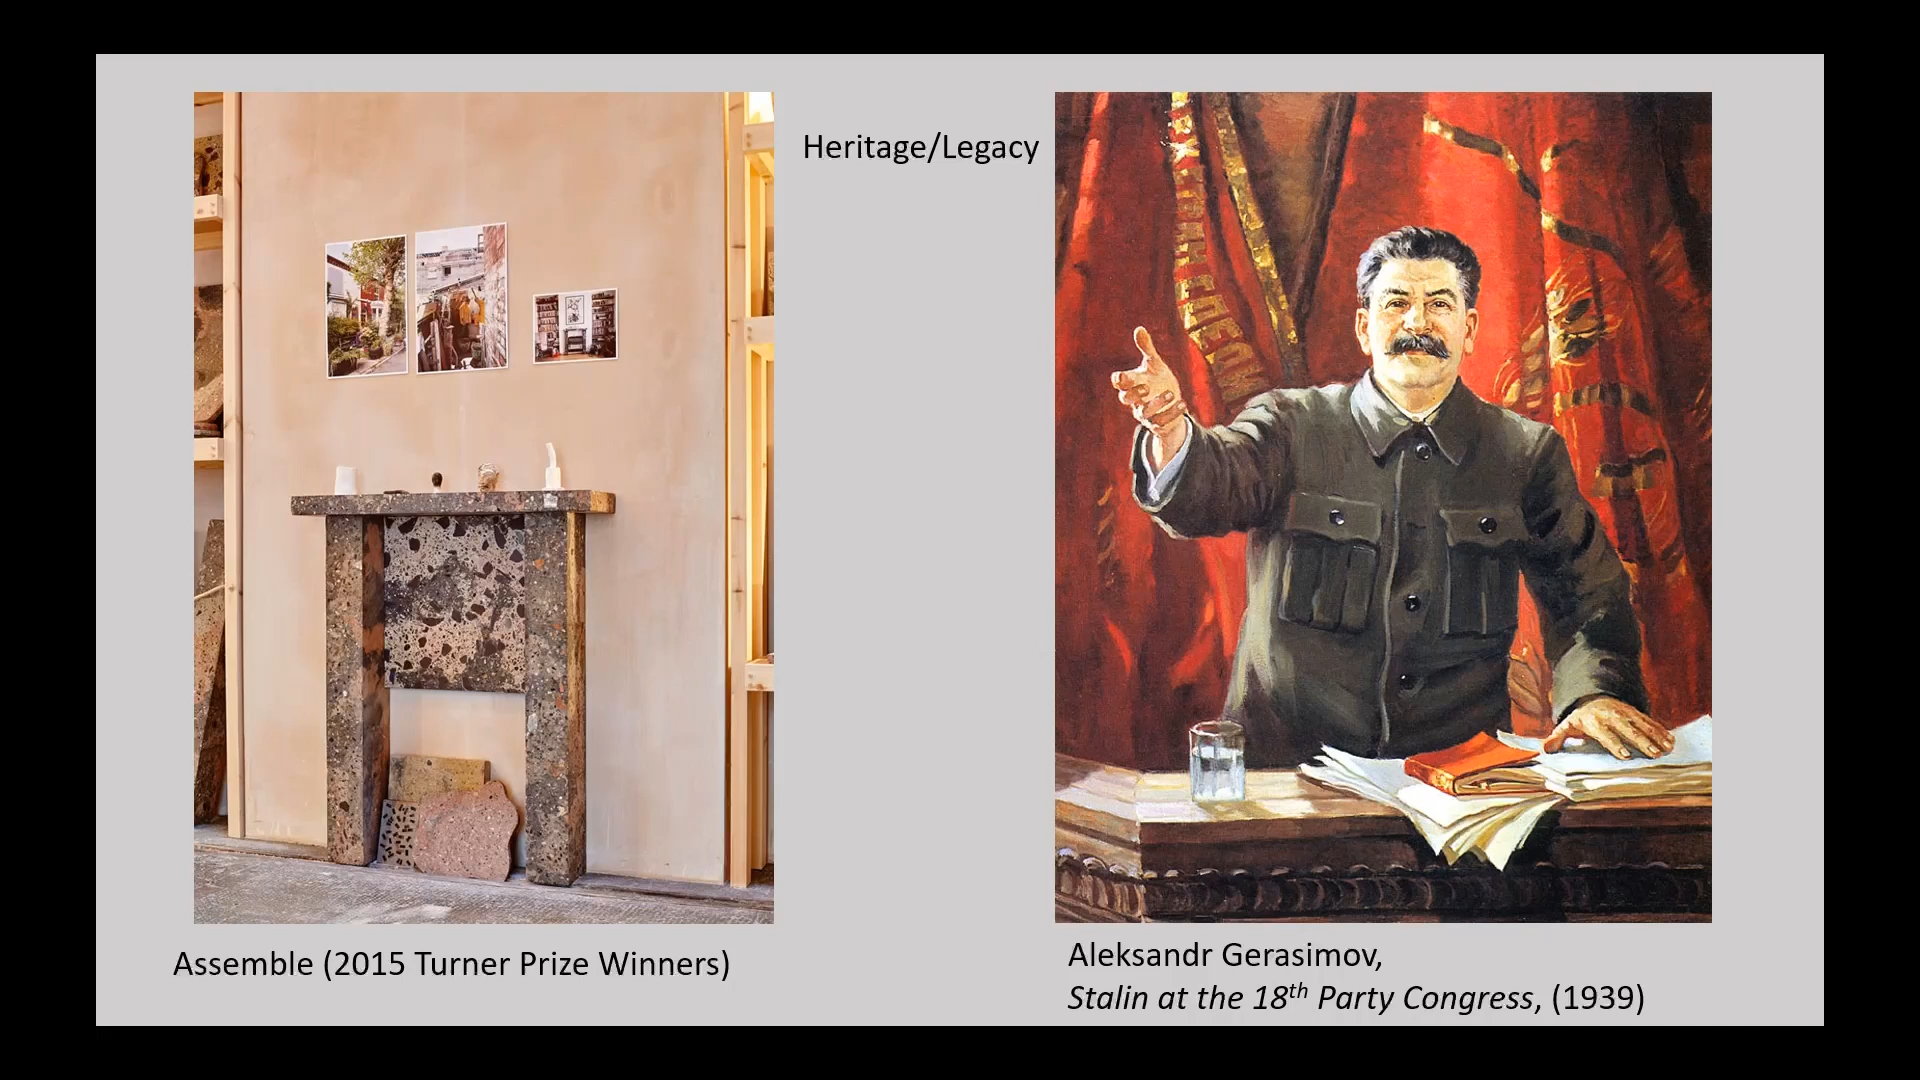 Heritage/Legacy
Assemble (2015 Turner Prize Winners)
Aleksandr Gerasimov,
Stalin at the 18th Party Congress, (1939)